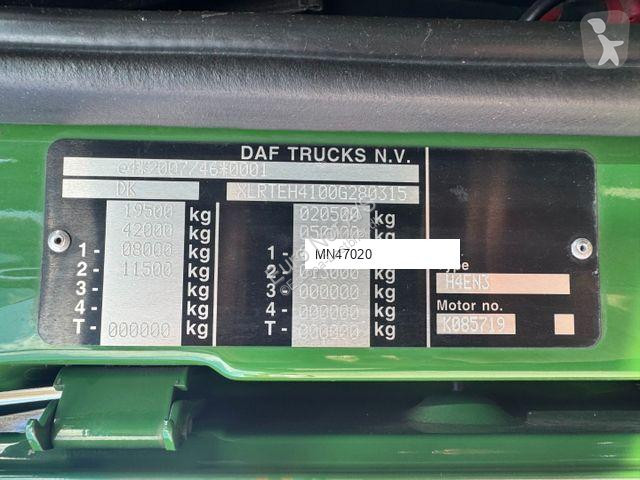 DAF TRUCKS N.V.
e4*2007/46*0001
DK XLRTEH4100G280315
19500 kg 020500 kg
42000 kg 050000 kg
1- 08000 kg 1-
2- 11500 kg 2- 013000 kg
MN47020
3- kg 3 000000 kg
4- kg 4- 000000 kg
T- 000000 kg T- 000000 kg
Type
H4EN3
Motor no.
K085719